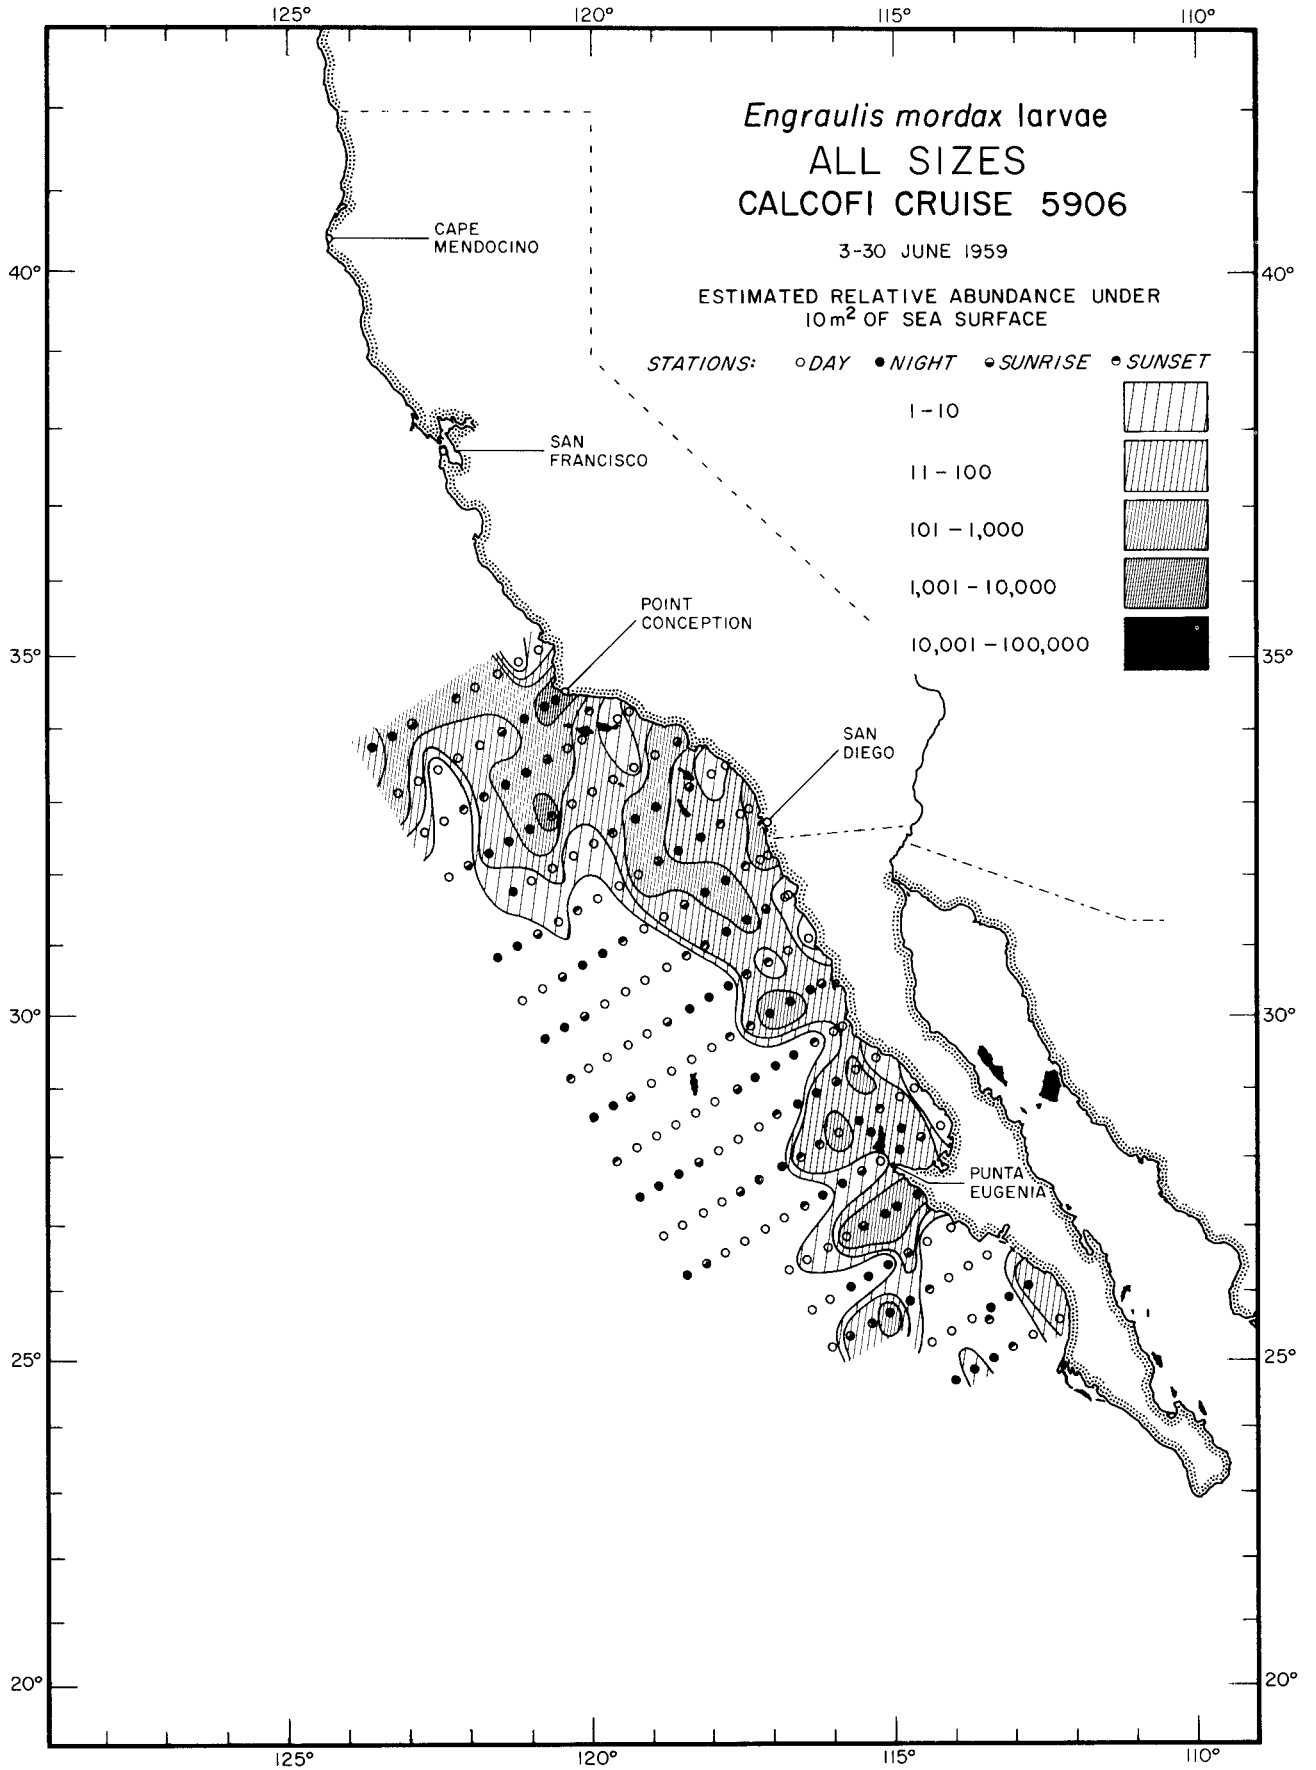 125° 120° 115° 110°
Engraulis mordax larvae
ALL SIZES
CALCOFI CRUISE 5906
3-30 JUNE 1959
ESTIMATED RELATIVE ABUNDANCE UNDER
10m² OF SEA SURFACE
STATIONS: DAY NIGHT SUNRISE SUNSET
1-10
11-100
101-1,000
1,001-10,000
10,001-100,000
CAPE
MENDOCINO
40° 40°
SAN
FRANCISCO
POINT
CONCEPTION
35° 35°
SAN
DIEGO
30° 30°
PUNTA
EUGENIA
25° 25°
20° 20°
125° 120° 115° 110°